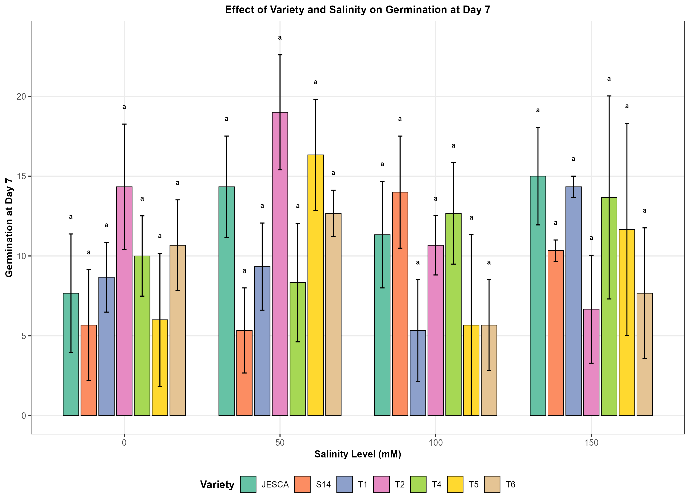 Effect of Variety and Salinity on Germination at Day 7
Germination at Day 7
20
15
10
5
0
a a a a a a a
a a a a a a a
a a a a a a a
a a a a a a a
0 50 100 150
Salinity Level (mM)
Variety JESCA S14 T1 T2 T4 T5 T6